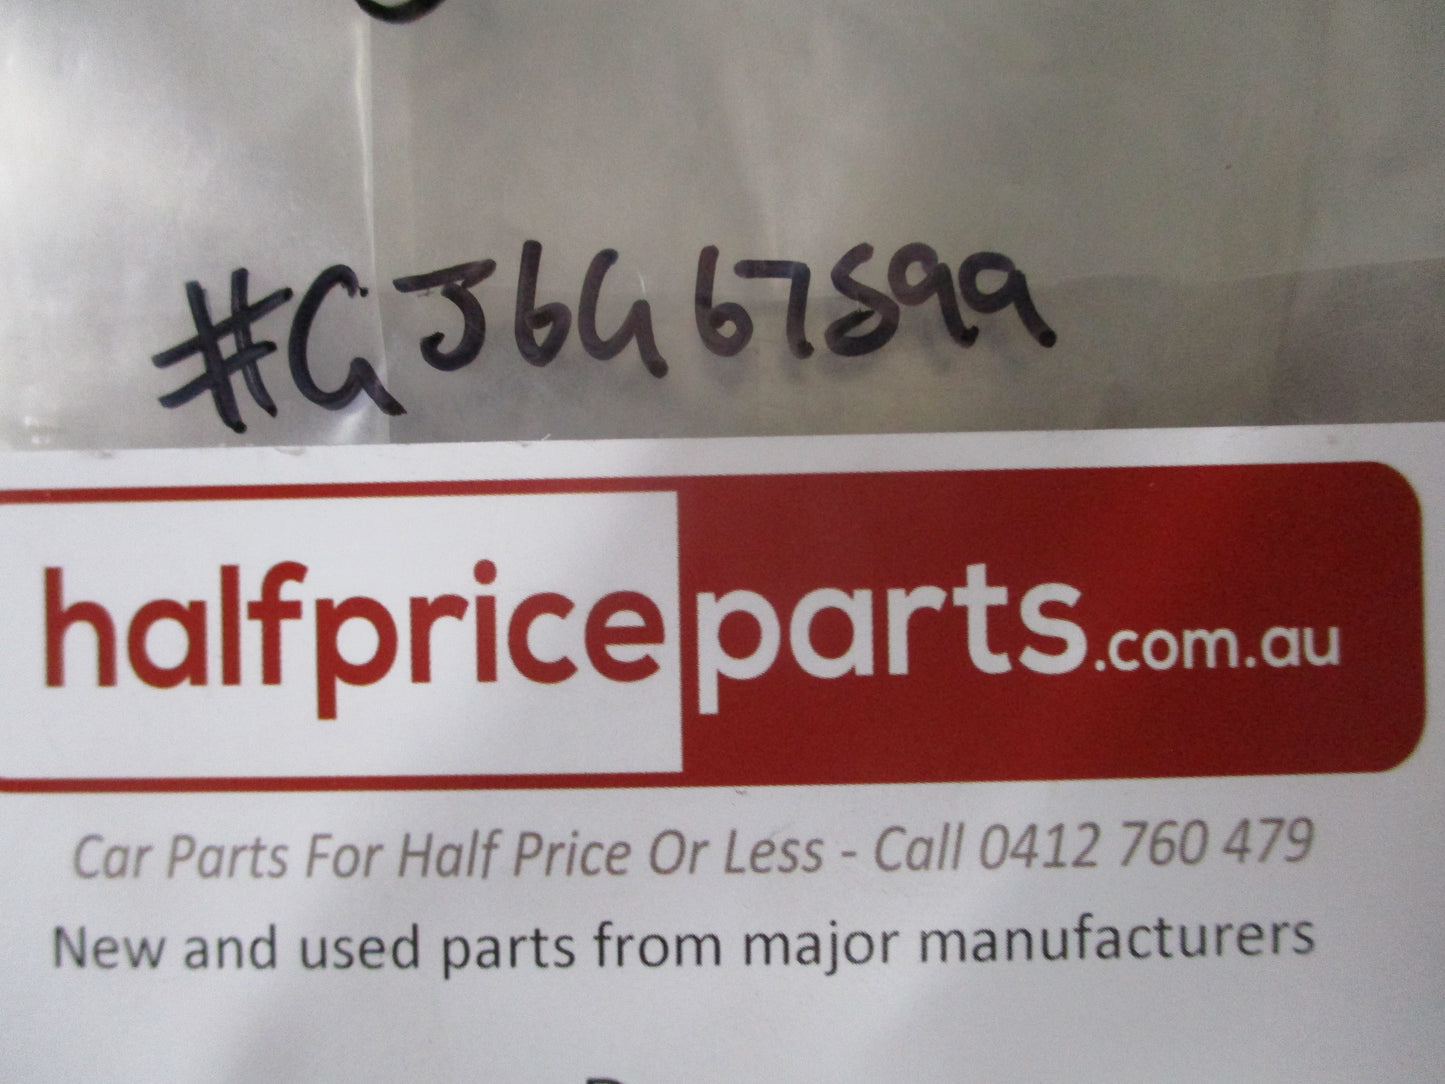 #GJ6G67S99
halfpriceparts.com.au
Car Parts For Half Price Or Less - Call 0412 760 479
New and used parts from major manufacturers